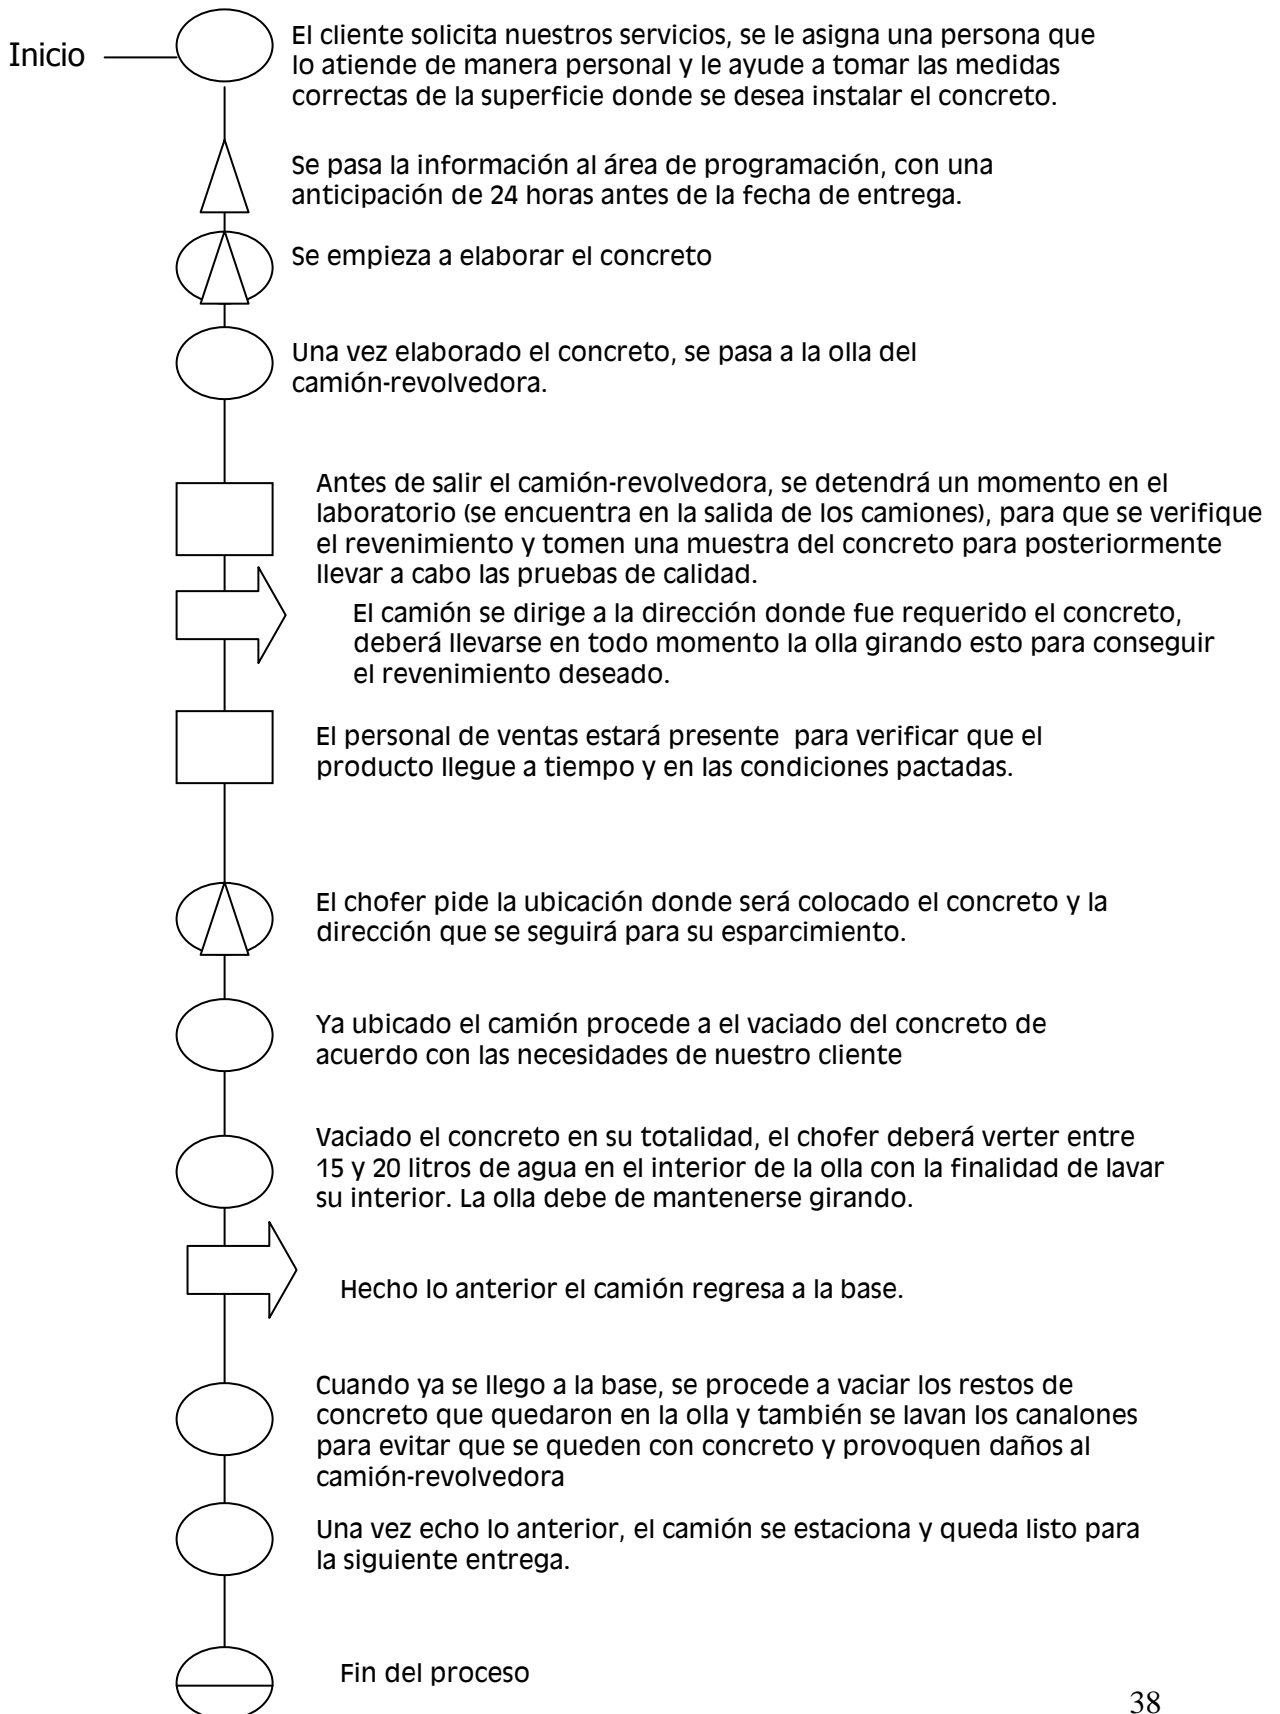 Inicio
El cliente solicita nuestros servicios, se le asigna una persona que
lo atiende de manera personal y le ayude a tomar las medidas
correctas de la superficie donde se desea instalar el concreto.
Se pasa la información al área de programación, con una
anticipación de 24 horas antes de la fecha de entrega.
Se empieza a elaborar el concreto
Una vez elaborado el concreto, se pasa a la olla del
camión-revolvedora.
Antes de salir el camión-revolvedora, se detendrá un momento en el
laboratorio (se encuentra en la salida de los camiones), para que se verifique
el revenimiento y tomen una muestra del concreto para posteriormente
llevar a cabo las pruebas de calidad.
El camión se dirige a la dirección donde fue requerido el concreto,
deberá llevarse en todo momento la olla girando esto para conseguir
el revenimiento deseado.
El personal de ventas estará presente  para verificar que el
producto llegue a tiempo y en las condiciones pactadas.
El chofer pide la ubicación donde será colocado el concreto y la
dirección que se seguirá para su esparcimiento.
Ya ubicado el camión procede a el vaciado del concreto de
acuerdo con las necesidades de nuestro cliente
Vaciado el concreto en su totalidad, el chofer deberá verter entre
15 y 20 litros de agua en el interior de la olla con la finalidad de lavar
su interior. La olla debe de mantenerse girando.
Hecho lo anterior el camión regresa a la base.
Cuando ya se llego a la base, se procede a vaciar los restos de
concreto que quedaron en la olla y también se lavan los canalones
para evitar que se queden con concreto y provoquen daños al
camión-revolvedora
Una vez echo lo anterior, el camión se estaciona y queda listo para
la siguiente entrega.
Fin del proceso
38